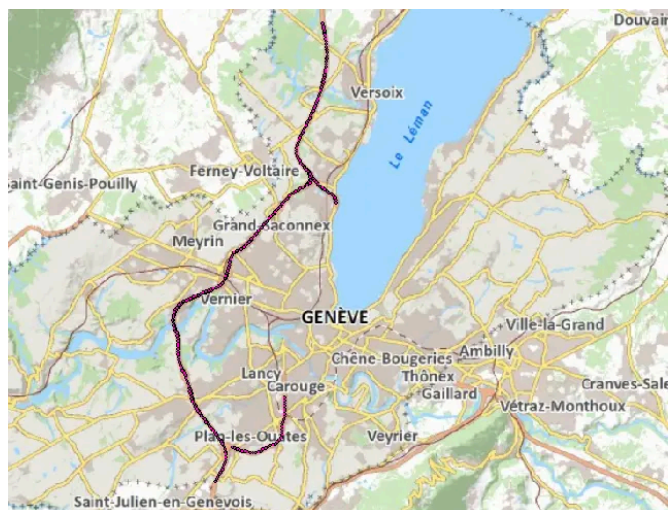 Douvain
Versoix
Le Léman
Ferney-Voltaire
Saint-Genis-Pouilly
Grand-Saconnex
Meyrin
Vernier
GENÈVE
Ville-la-Grand
Chêne-Bougeries
Ambilly
Lancy
Thônex
Carouge
Cranves-Sale
Gaillard
Vétraz-Monthoux
Plan-les-Ouates
Veyrier
Saint-Julien-en-Genevois